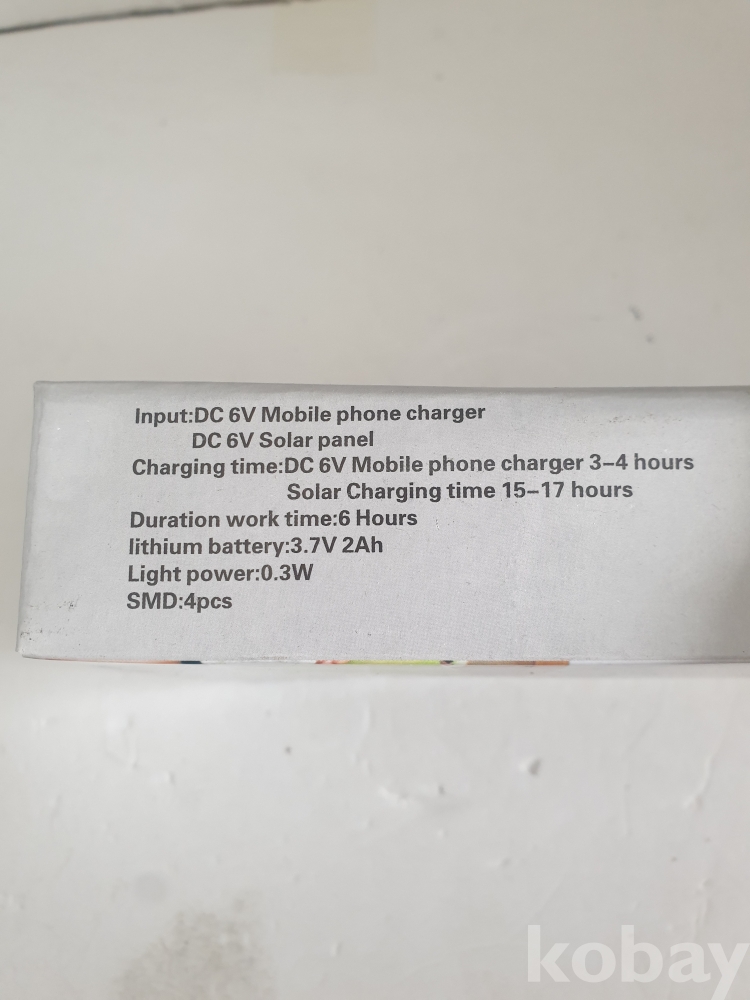 Input:DC 6V Mobile phone charger
DC 6V Solar panel
Charging time:DC 6V Mobile phone charger 3–4 hours
Solar Charging time 15–17 hours
Duration work time:6 Hours
lithium battery:3.7V 2Ah
Light power:0.3W
SMD:4pcs
kobay